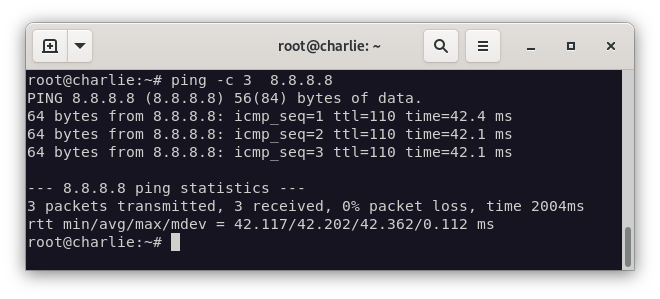 root@charlie: ~
root@charlie:~# ping -c 3  8.8.8.8
PING 8.8.8.8 (8.8.8.8) 56(84) bytes of data.
64 bytes from 8.8.8.8: icmp_seq=1 ttl=110 time=42.4 ms
64 bytes from 8.8.8.8: icmp_seq=2 ttl=110 time=42.1 ms
64 bytes from 8.8.8.8: icmp_seq=3 ttl=110 time=42.1 ms
--- 8.8.8.8 ping statistics ---
3 packets transmitted, 3 received, 0% packet loss, time 2004ms
rtt min/avg/max/mdev = 42.117/42.202/42.362/0.112 ms
root@charlie:~#